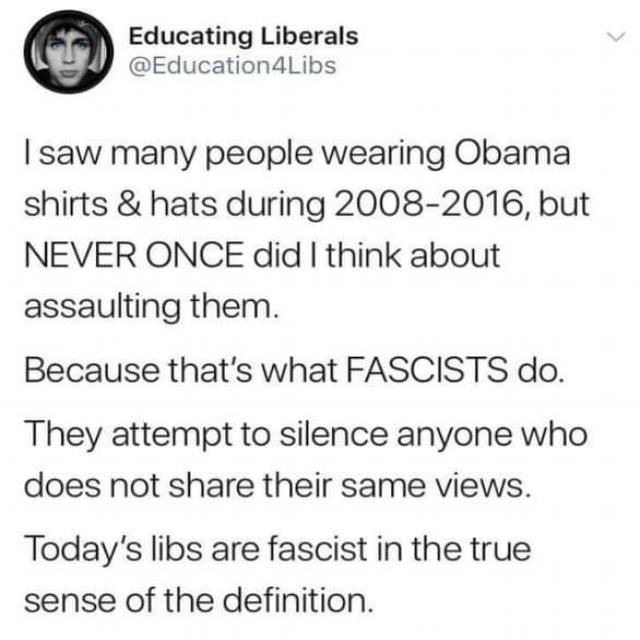 Educating Liberals
@Education4Libs
I saw many people wearing Obama
shirts & hats during 2008-2016, but
NEVER ONCE did I think about
assaulting them.
Because that's what FASCISTS do.
They attempt to silence anyone who
does not share their same views.
Today's libs are fascist in the true
sense of the definition.